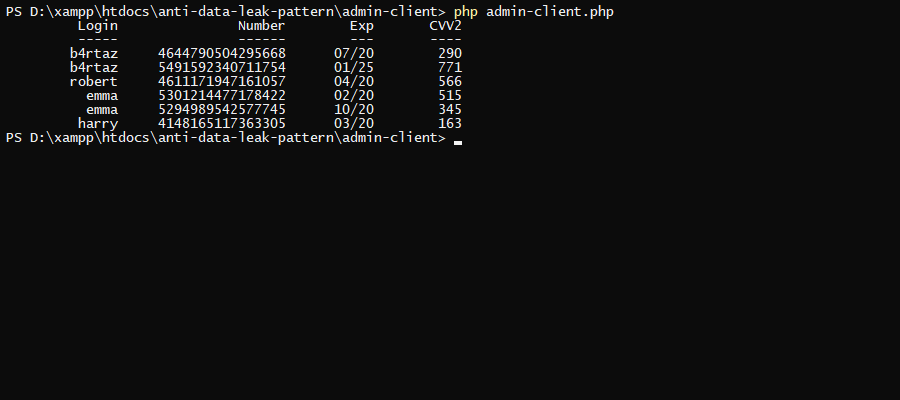 PS D:\xampp\htdocs\anti-data-leak-pattern\admin-client> php admin-client.php
Login Number Exp CVV2
----- ------ --- ----
b4rtaz 4644790504295668 07/20 290
b4rtaz 5491592340711754 01/25 771
robert 4611171947161057 04/20 566
emma 5301214477178422 02/20 515
emma 5294989542577745 10/20 345
harry 4148165117363305 03/20 163
PS D:\xampp\htdocs\anti-data-leak-pattern\admin-client>